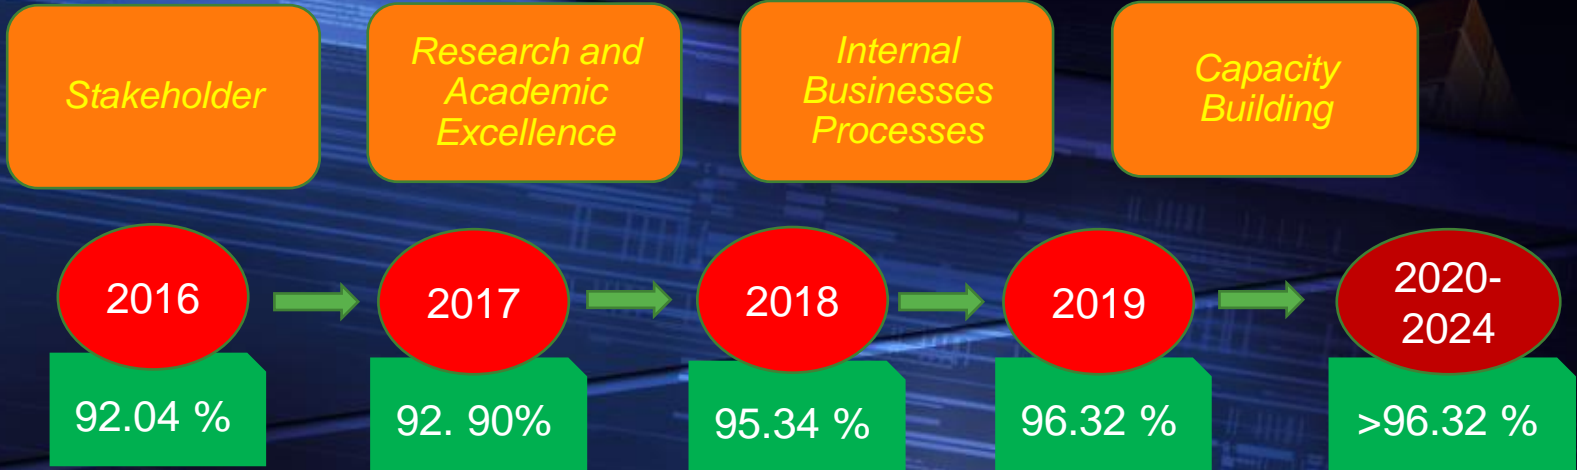 Stakeholder
Research and
Academic
Excellence
Internal
Businesses
Processes
Capacity
Building
2016
2017
2018
2019
2020-
2024
92.04 %
92. 90%
95.34 %
96.32 %
>96.32 %